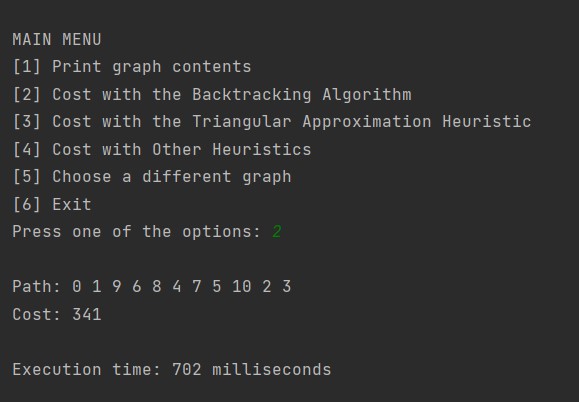 MAIN MENU
[1] Print graph contents
[2] Cost with the Backtracking Algorithm
[3] Cost with the Triangular Approximation Heuristic
[4] Cost with Other Heuristics
[5] Choose a different graph
[6] Exit
Press one of the options: 2
Path: 0 1 9 6 8 4 7 5 10 2 3
Cost: 341
Execution time: 702 milliseconds